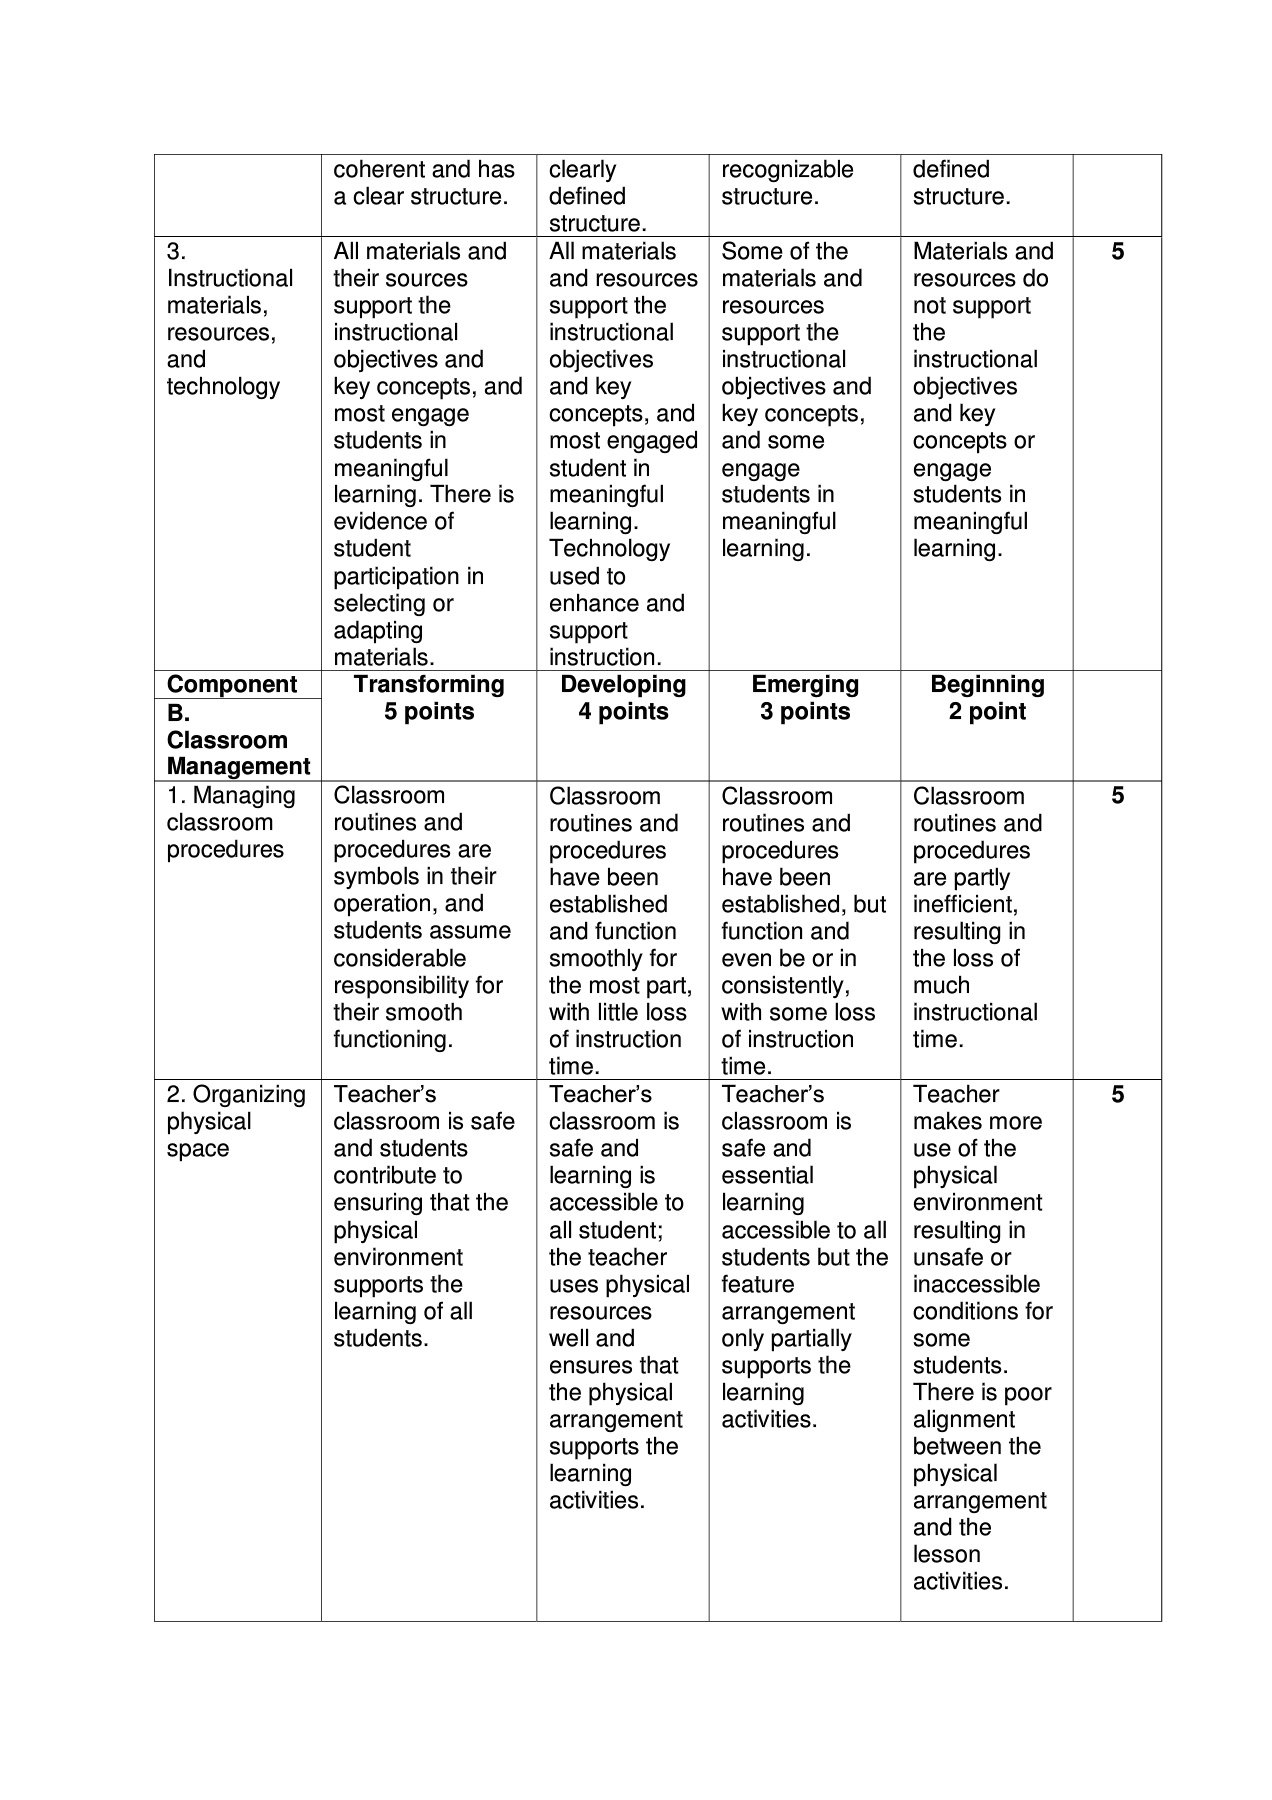 coherent and has
a clear structure.
clearly
defined
structure.
recognizable
structure.
defined
structure.
3.
Instructional
materials,
resources,
and
technology
All materials and
their sources
support the
instructional
objectives and
key concepts, and
most engage
students in
meaningful
learning. There is
evidence of
student
participation in
selecting or
adapting
materials.
All materials
and resources
support the
instructional
objectives
and key
concepts, and
most engaged
student in
meaningful
learning.
Technology
used to
enhance and
support
instruction.
Some of the
materials and
resources
support the
instructional
objectives and
key concepts,
and some
engage
students in
meaningful
learning.
Materials and
resources do
not support
the
instructional
objectives
and key
concepts or
engage
students in
meaningful
learning.
5
Component
B.
Classroom
Management
Transforming
5 points
Developing
4 points
Emerging
3 points
Beginning
2 point
1. Managing
classroom
procedures
Classroom
routines and
procedures are
symbols in their
operation, and
students assume
considerable
responsibility for
their smooth
functioning.
Classroom
routines and
procedures
have been
established
and function
smoothly for
the most part,
with little loss
of instruction
time.
Classroom
routines and
procedures
have been
established, but
function and
even be or in
consistently,
with some loss
of instruction
time.
Classroom
routines and
procedures
are partly
inefficient,
resulting in
the loss of
much
instructional
time.
5
2. Organizing
physical
space
Teacher’s
classroom is safe
and students
contribute to
ensuring that the
physical
environment
supports the
learning of all
students.
Teacher’s
classroom is
safe and
learning is
accessible to
all student;
the teacher
uses physical
resources
well and
ensures that
the physical
arrangement
supports the
learning
activities.
Teacher’s
classroom is
safe and
essential
learning
accessible to all
students but the
feature
arrangement
only partially
supports the
learning
activities.
Teacher
makes more
use of the
physical
environment
resulting in
unsafe or
inaccessible
conditions for
some
students.
There is poor
alignment
between the
physical
arrangement
and the
lesson
activities.
5